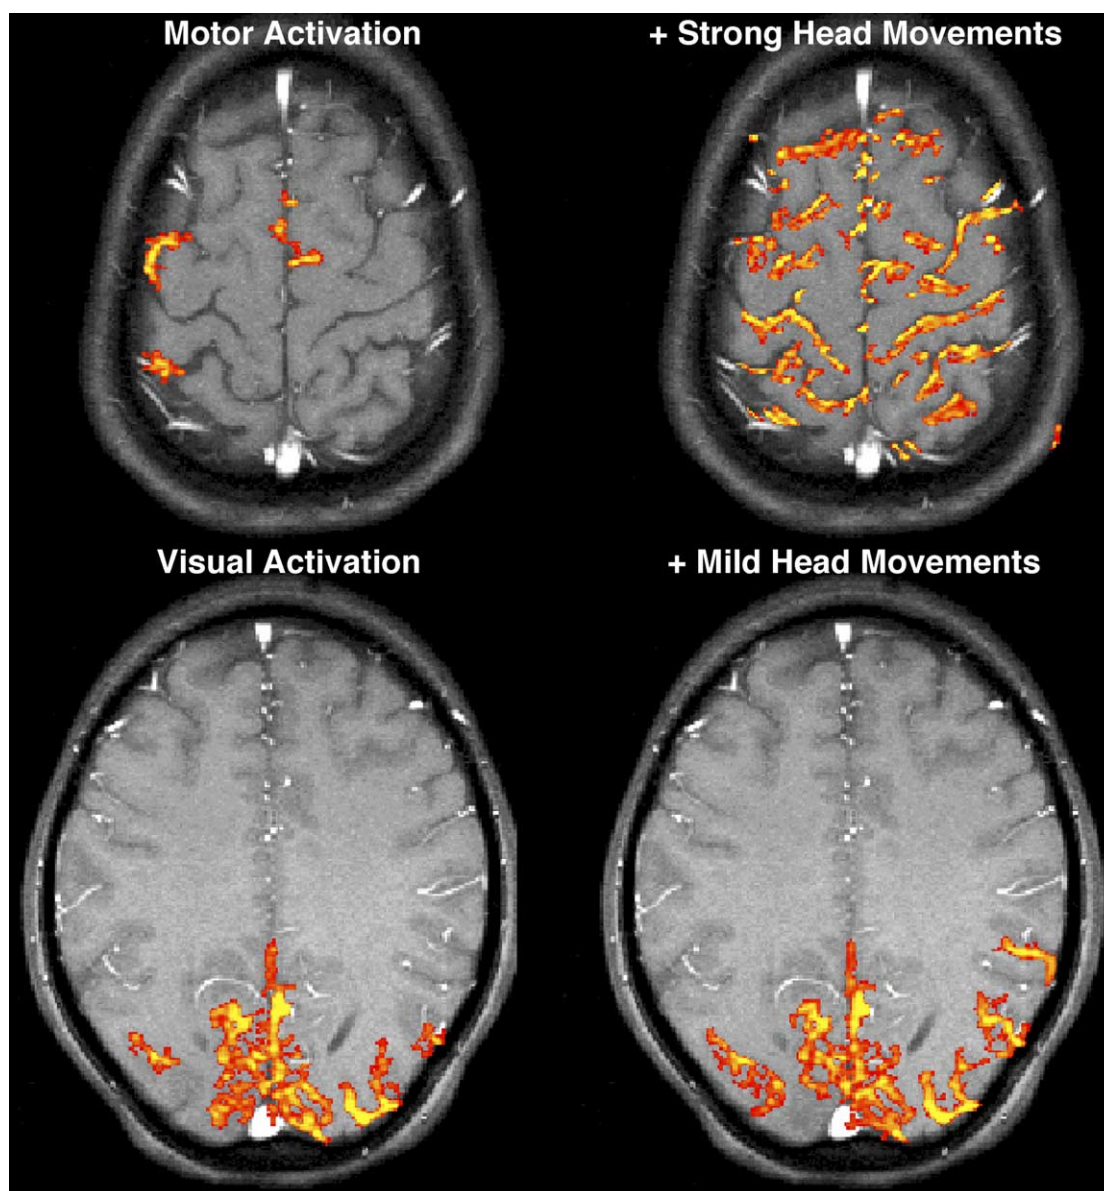 Motor Activation
+ Strong Head Movements
Visual Activation
+ Mild Head Movements